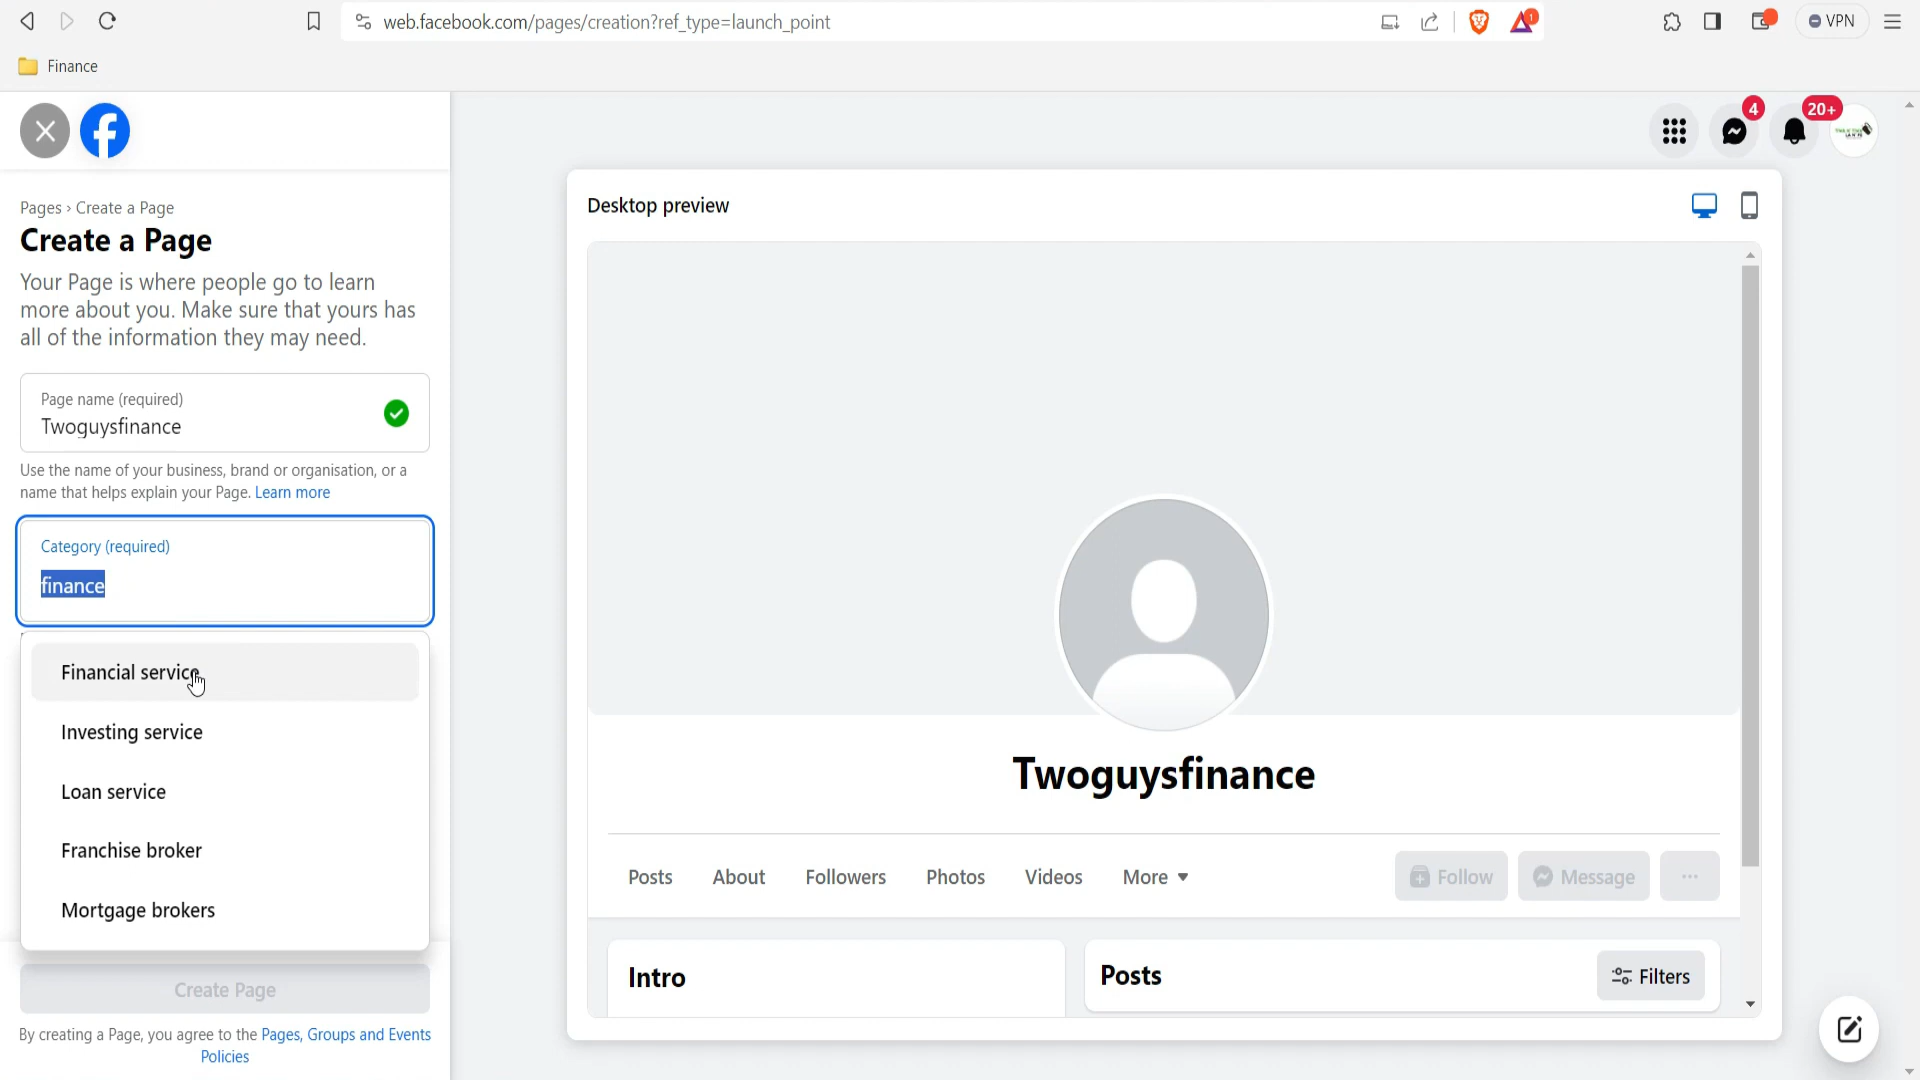 web.facebook.com/pages/creation?ref_type=launch_point
1
VPN
Finance
4
20+
Pages › Create a Page
Create a Page
Your Page is where people go to learn
more about you. Make sure that yours has
all of the information they may need.
Page name (required)
Twoguysfinance
Use the name of your business, brand or organisation, or a
name that helps explain your Page. Learn more
Category (required)
finance
Financial service
Investing service
Loan service
Franchise broker
Mortgage brokers
Create Page
By creating a Page, you agree to the Pages, Groups and Events
Policies
Desktop preview
Twoguysfinance
Posts About Followers Photos Videos More
Follow Message ...
Intro
Posts
Filters